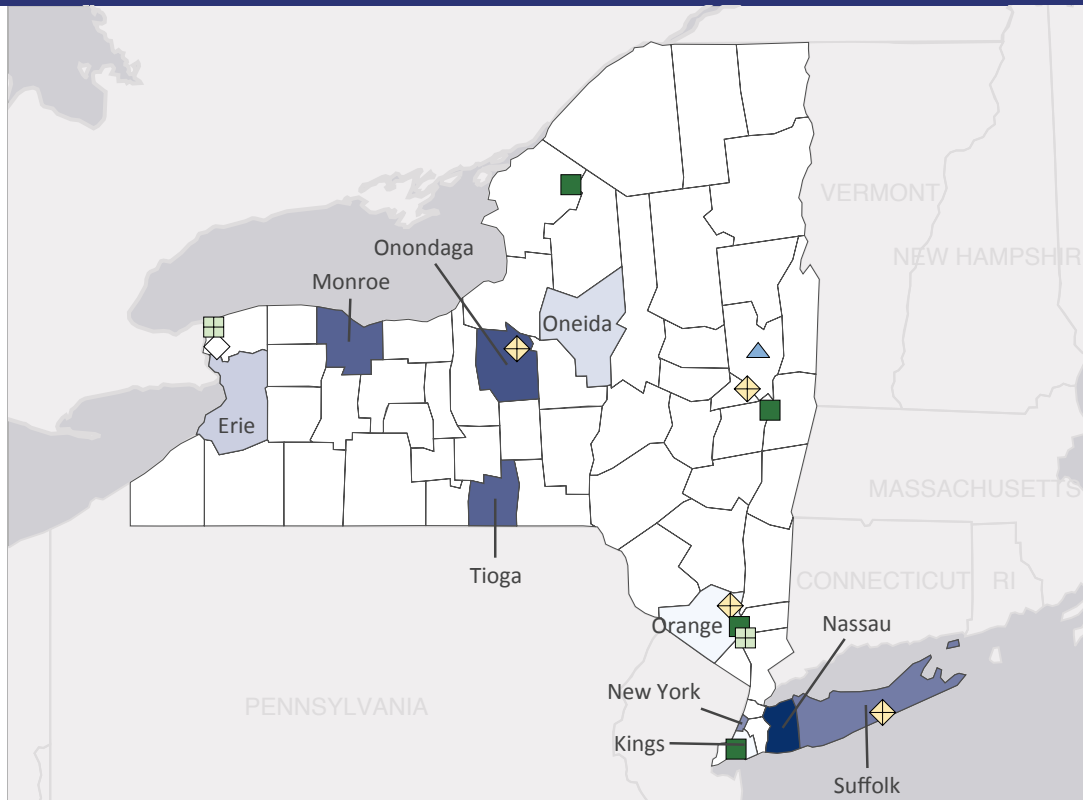 VERMONT
NEW HAMPSHIR
Onondaga
Monroe
Oneida
Erie
MASSACHUSETTS
Tioga
CONNECTICUT
RI
Orange
Nassau
New York
PENNSYLVANIA
Kings
Suffolk